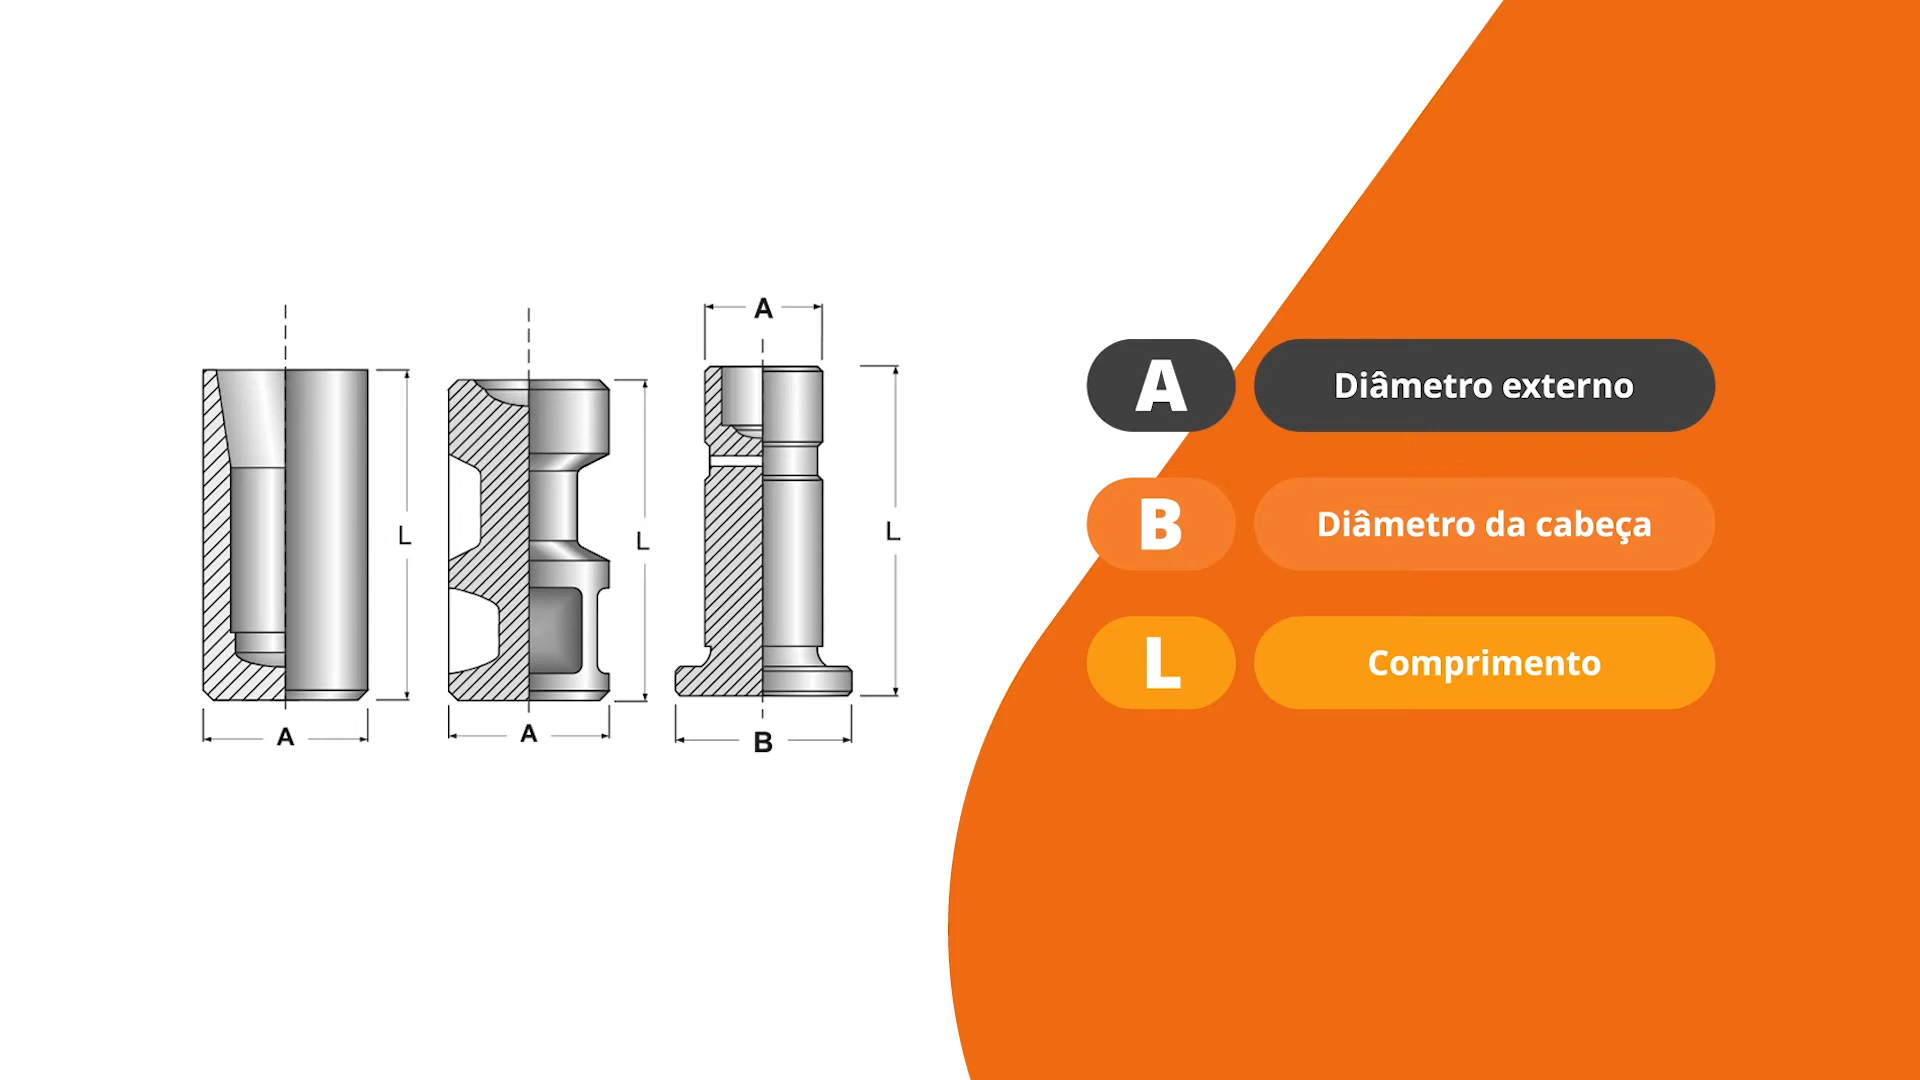 A
L
L
L
A
A
B
A
Diâmetro externo
B
Diâmetro da cabeça
L
Comprimento